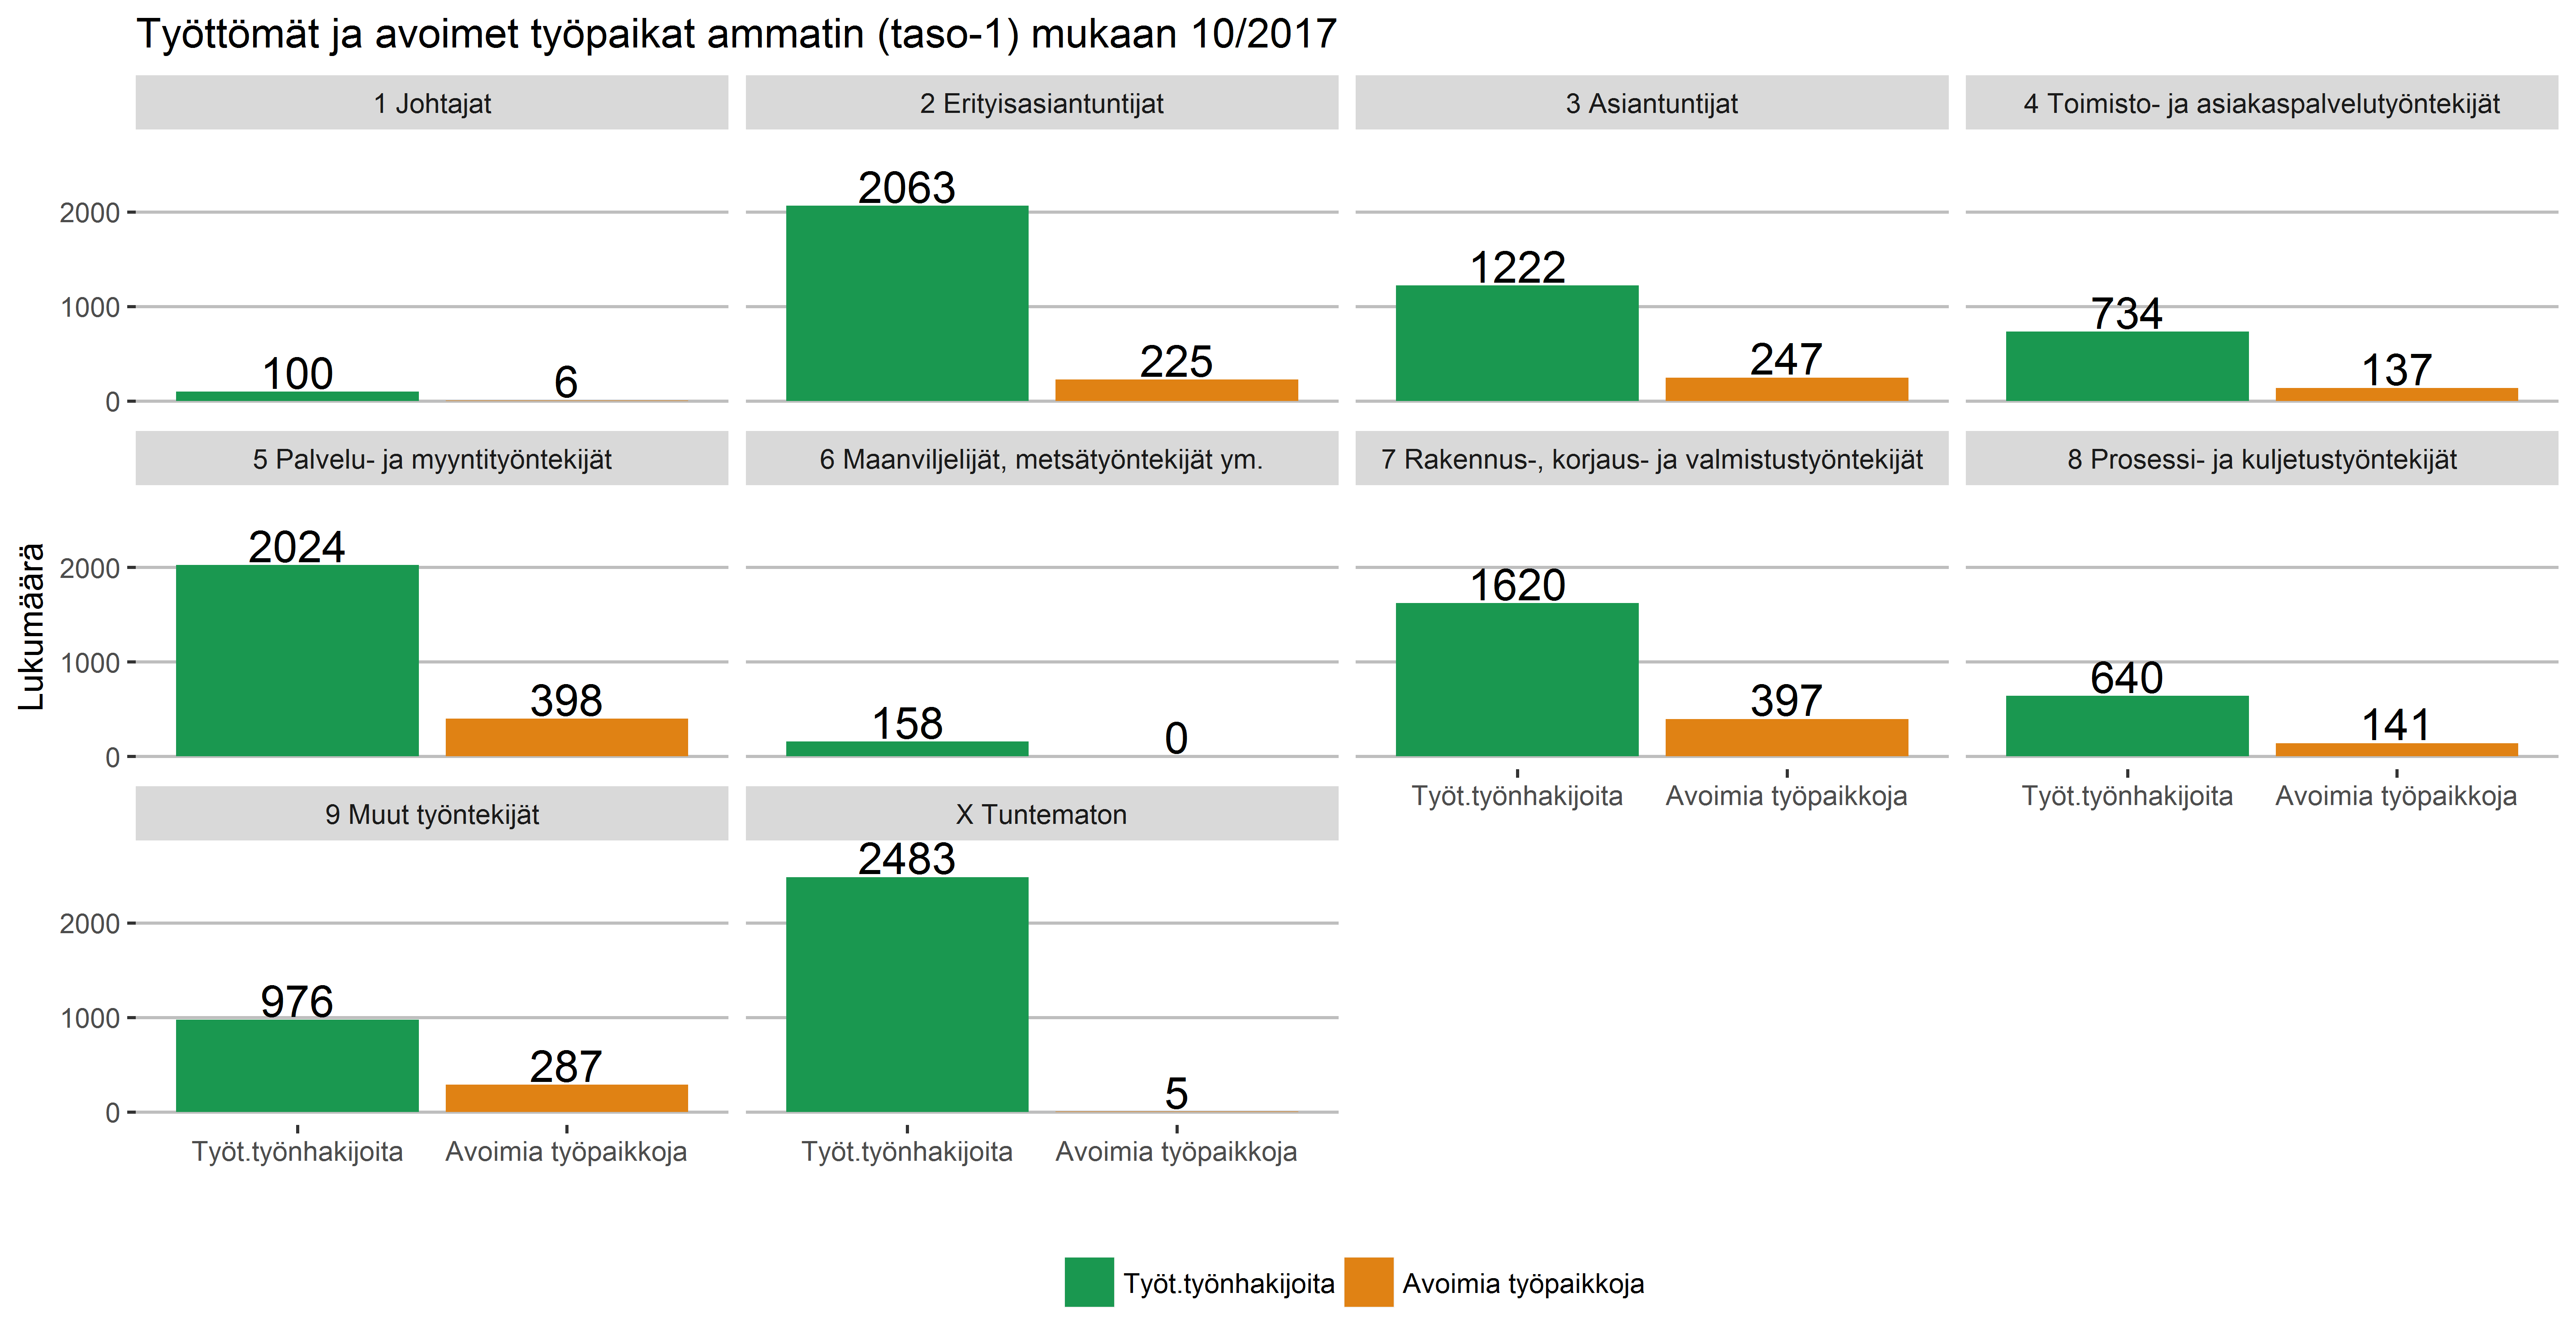 Työttömät ja avoimet työpaikat ammatin (taso-1) mukaan 10/2017
1 Johtajat
2 Erityisasiantuntijat
3 Asiantuntijat
4 Toimisto- ja asiakaspalvelutyöntekijät
2000
1000
0
100
6
2063
225
1222
247
734
137
5 Palvelu- ja myyntityöntekijät
6 Maanviljelijät, metsätyöntekijät ym.
7 Rakennus-, korjaus- ja valmistustyöntekijät
8 Prosessi- ja kuljetustyöntekijät
Lukumäärä
2000
1000
0
2024
398
158
0
1620
397
640
141
Työt.työnhakijoita
Avoimia työpaikkoja
Työt.työnhakijoita
Avoimia työpaikkoja
9 Muut työntekijät
X Tuntematon
2000
1000
0
976
287
2483
5
Työt.työnhakijoita
Avoimia työpaikkoja
Työt.työnhakijoita
Avoimia työpaikkoja
Työt.työnhakijoita
Avoimia työpaikkoja